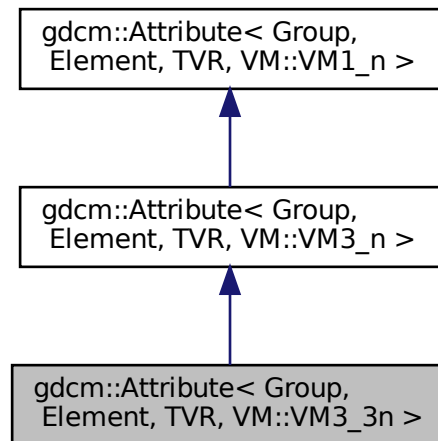 gdcm::Attribute< Group,
Element, TVR, VM::VM1_n >
gdcm::Attribute< Group,
Element, TVR, VM::VM3_n >
gdcm::Attribute< Group,
Element, TVR, VM::VM3_3n >